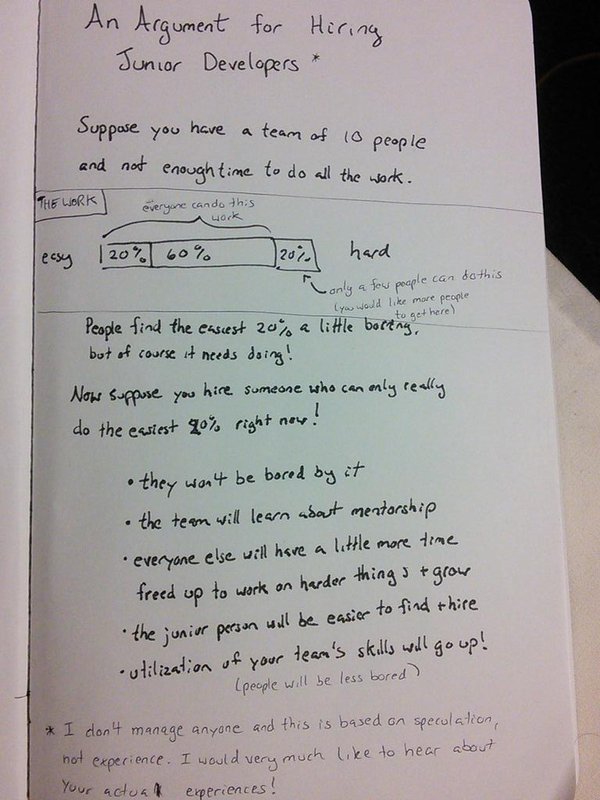 An Argument for Hiring
Junior Developers *
Suppose you have a team of 10 people
and not enough time to do all the work.
THE WORK
everyone can do this
work
easy 20% 60% 20% hard
only a few people can do this
(you would like more people
to get here)
People find the easiest 20% a little boring,
but of course it needs doing!
Now suppose you hire someone who can only really
do the easiest 20% right now!
• they won't be bored by it
• the team will learn about mentorship
• everyone else will have a little more time
freed up to work on harder things + grow
• the junior person will be easier to find + hire
• utilization of your team's skills will go up!
(people will be less bored)
* I don't manage anyone and this is based on speculation,
not experience. I would very much like to hear about
your actual experiences!